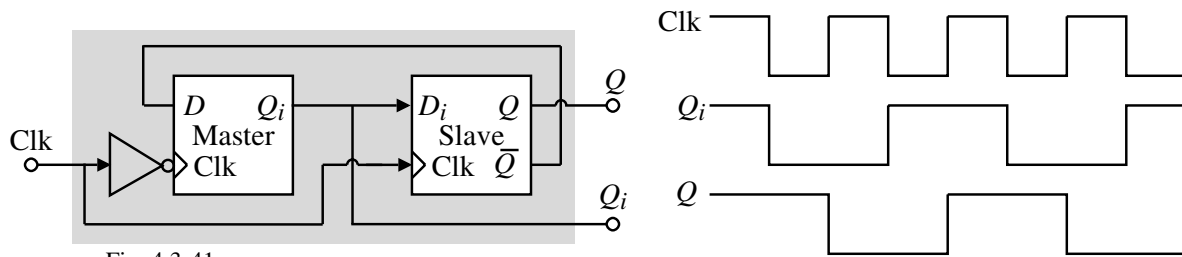 D Q_i
Master
Clk
Clk
D_i Q
Slave
Clk Q̅
Q
Q_i
Clk
Q_i
Q